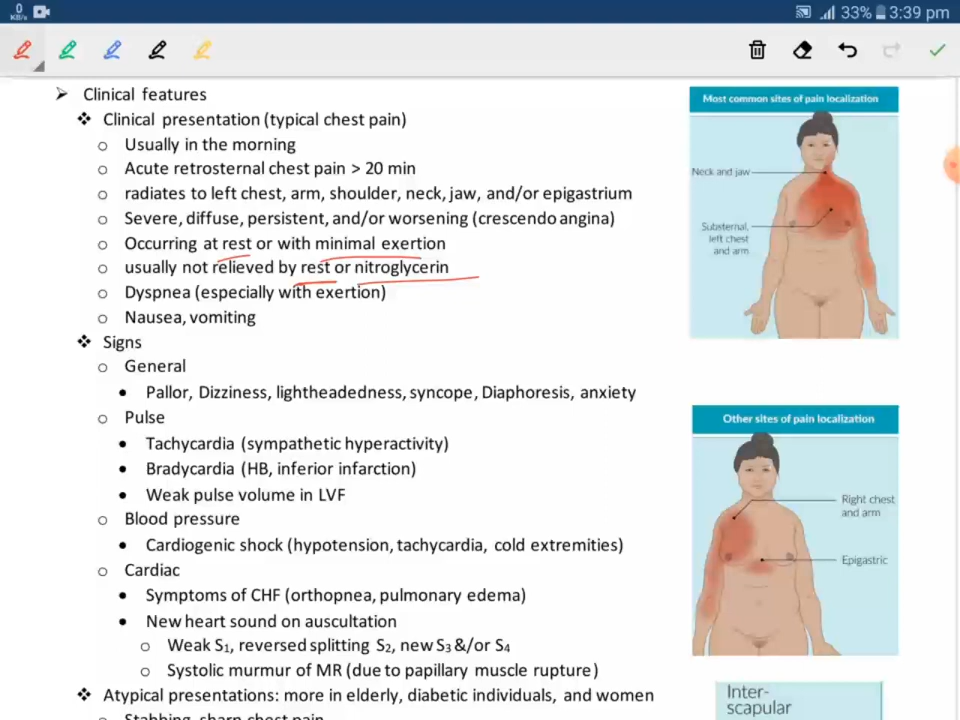 0
KB/s
33%
3:39 pm
➢ Clinical features
❖ Clinical presentation (typical chest pain)
o Usually in the morning
o Acute retrosternal chest pain > 20 min
o radiates to left chest, arm, shoulder, neck, jaw, and/or epigastrium
o Severe, diffuse, persistent, and/or worsening (crescendo angina)
o Occurring at rest or with minimal exertion
o usually not relieved by rest or nitroglycerin
o Dyspnea (especially with exertion)
o Nausea, vomiting
❖ Signs
o General
• Pallor, Dizziness, lightheadedness, syncope, Diaphoresis, anxiety
o Pulse
• Tachycardia (sympathetic hyperactivity)
• Bradycardia (HB, inferior infarction)
• Weak pulse volume in LVF
o Blood pressure
• Cardiogenic shock (hypotension, tachycardia, cold extremities)
o Cardiac
• Symptoms of CHF (orthopnea, pulmonary edema)
• New heart sound on auscultation
o Weak S₁, reversed splitting S₂, new S₃ &/or S₄
o Systolic murmur of MR (due to papillary muscle rupture)
❖ Atypical presentations: more in elderly, diabetic individuals, and women
o Stabbing, sharp chest pain
Most common sites of pain localization
Neck and jaw
Substernal,
left chest
and arm
Other sites of pain localization
Right chest
and arm
Epigastric
Inter-
scapular